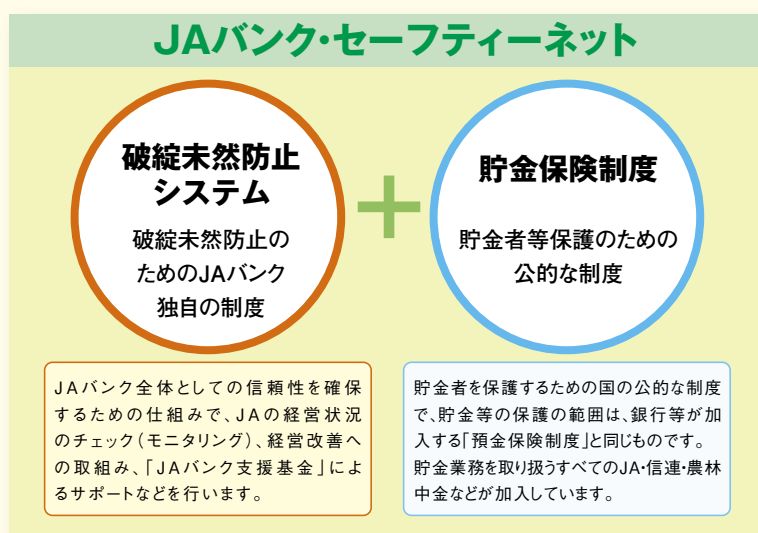 JAバンク・セーフティーネット
破綻未然防止
システム
破綻未然防止の
ためのJAバンク
独自の制度
+
貯金保険制度
貯金者等保護のための
公的な制度
JAバンク全体としての信頼性を確保
するための仕組みで、JAの経営状況
のチェック(モニタリング)、経営改善へ
の取組み、「JAバンク支援基金」によ
るサポートなどを行います。
貯金者を保護するための国の公的な制度
で、貯金等の保護の範囲は、銀行等が加
入する「預金保険制度」と同じものです。
貯金業務を取り扱うすべてのJA・信連・農林
中金などが加入しています。